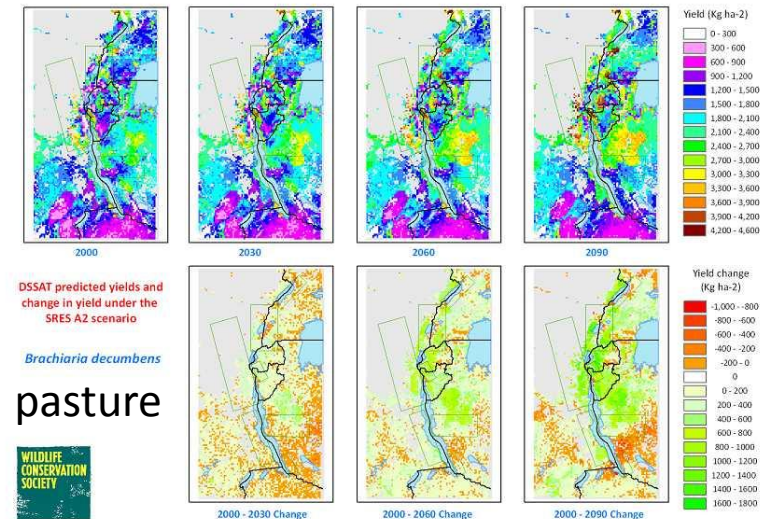 Yield (Kg ha-2)
0 - 300
300 - 600
600 - 900
900 - 1,200
1,200 - 1,500
1,500 - 1,800
1,800 - 2,100
2,100 - 2,400
2,400 - 2,700
2,700 - 3,000
3,000 - 3,300
3,300 - 3,600
3,600 - 3,900
3,900 - 4,200
4,200 - 4,600
2000
2030
2060
2090
DSSAT predicted yields and
change in yield under the
SRES A2 scenario
Brachiaria decumbens
pasture
WILDLIFE
CONSERVATION
SOCIETY
Yield change
(Kg ha-2)
-1,000 - -800
-800 - -600
-600 - -400
-400 - -200
-200 - 0
0
0 - 200
200 - 400
400 - 600
600 - 800
800 - 1000
1000 - 1200
1200 - 1400
1400 - 1600
1600 - 1800
2000 - 2030 Change
2000 - 2060 Change
2000 - 2090 Change